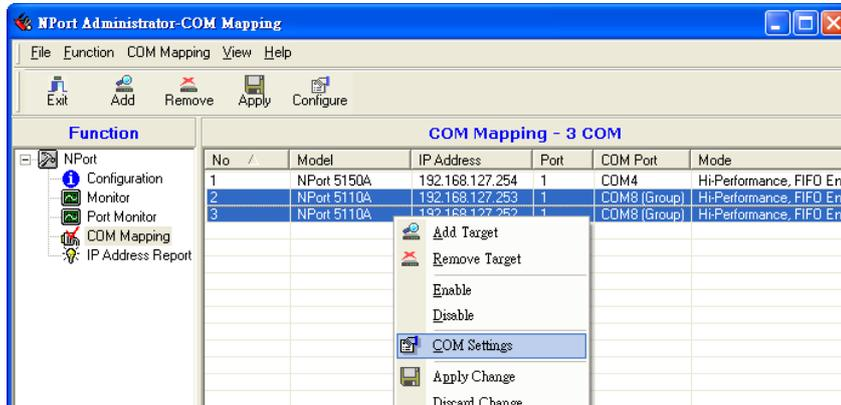 NPort Administrator-COM Mapping
File Function COM Mapping View Help
Exit Add Remove Apply Configure
Function
COM Mapping - 3 COM
NPort
Configuration
Monitor
Port Monitor
COM Mapping
IP Address Report
No Model IP Address Port COM Port Mode
1 NPort 5150A 192.168.127.254 1 COM4 Hi-Performance, FIFO En
2 NPort 5110A 192.168.127.253 1 COM8 (Group) Hi-Performance, FIFO En
3 NPort 5110A 192.168.127.252 1 COM8 (Group) Hi-Performance, FIFO En
Add Target
Remove Target
Enable
Disable
COM Settings
Apply Change
Discard Change